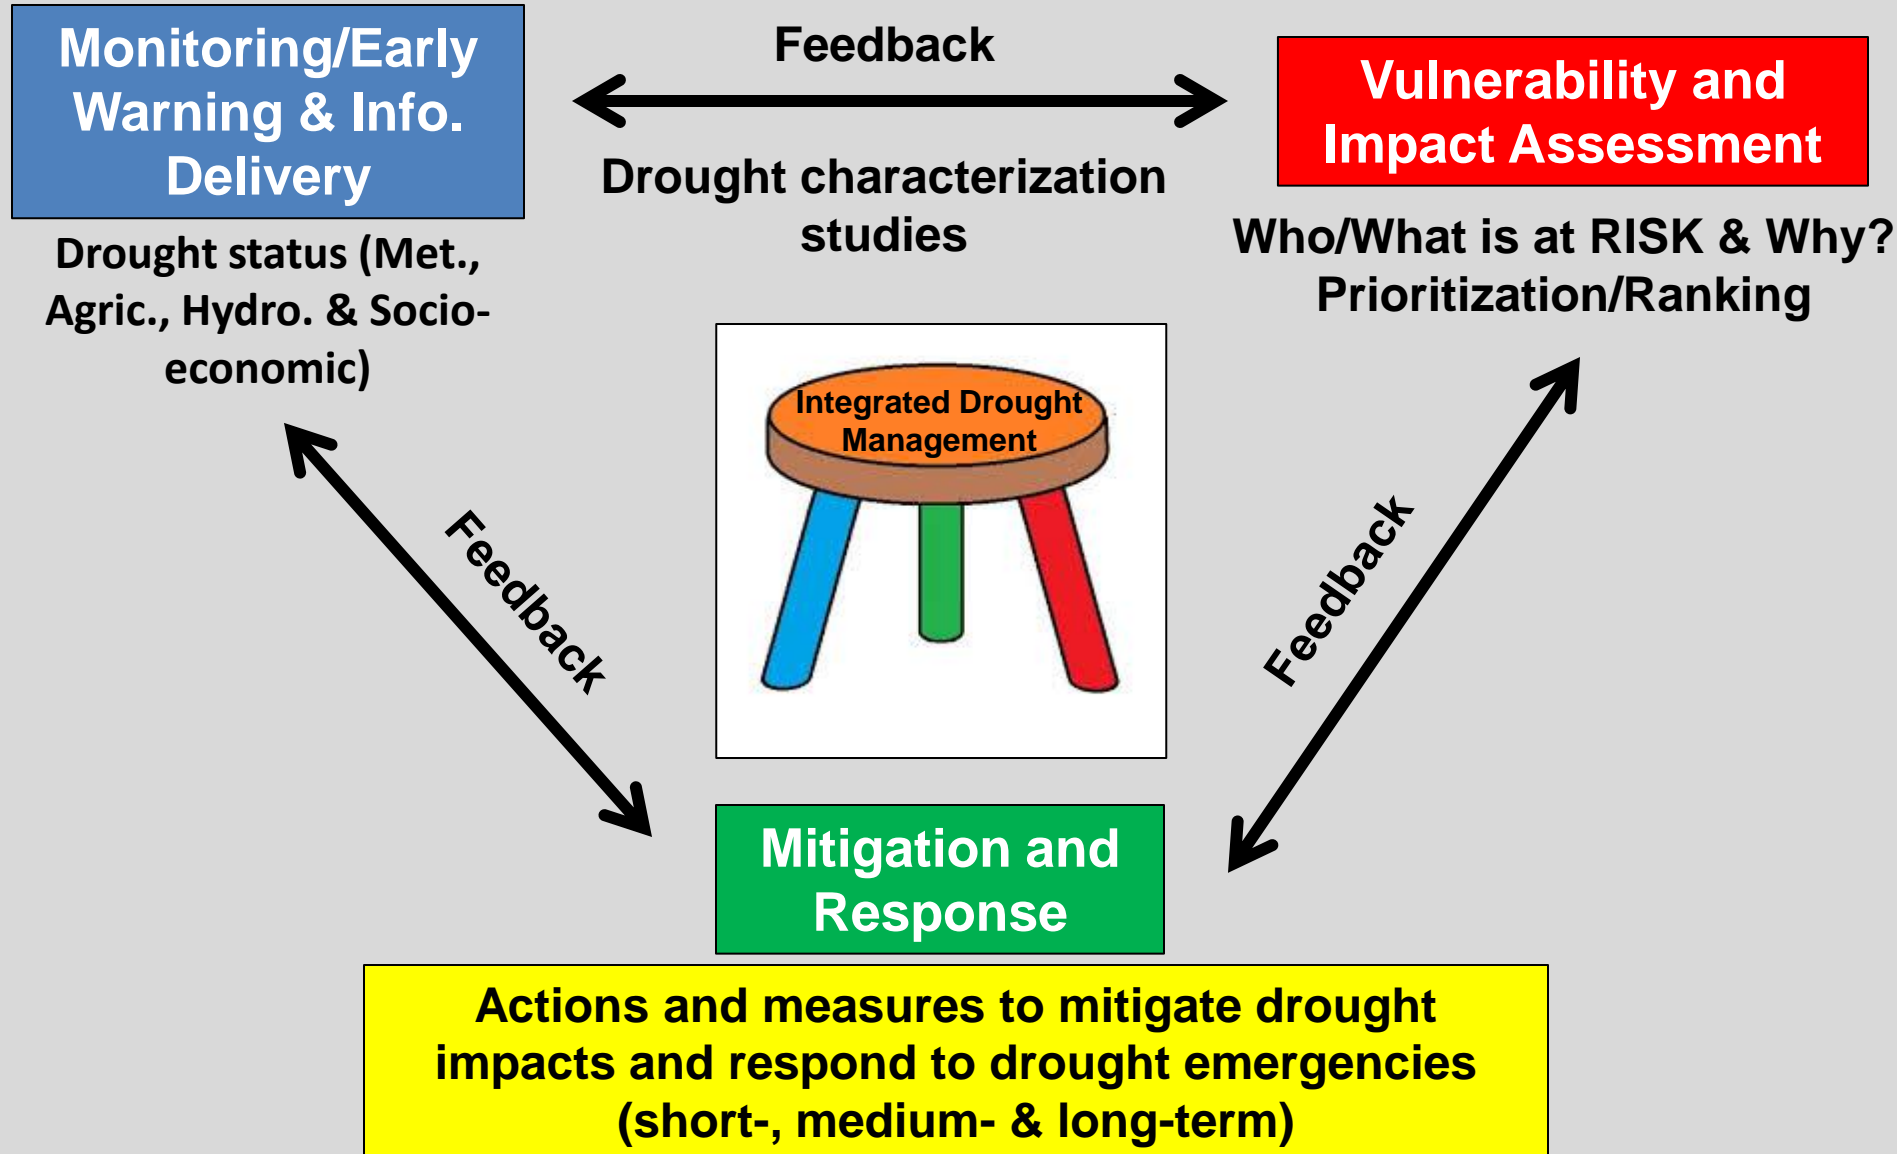 Monitoring/Early
Warning & Info.
Delivery
Drought status (Met.,
Agric., Hydro. & Socio-
economic)
Feedback
Drought characterization
studies
Vulnerability and
Impact Assessment
Who/What is at RISK & Why?
Prioritization/Ranking
Integrated Drought
Management
Feedback
Feedback
Mitigation and
Response
Actions and measures to mitigate drought
impacts and respond to drought emergencies
(short-, medium- & long-term)